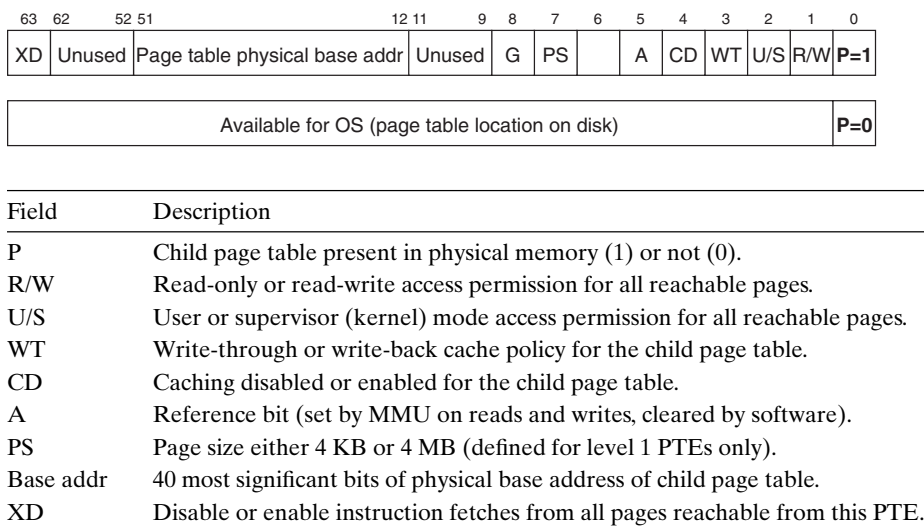 63 62 52 51 12 11 9 8 7 6 5 4 3 2 1 0
XD Unused Page table physical base addr Unused G PS A CD WT U/S R/W P=1
Available for OS (page table location on disk) P=0
Field Description
P Child page table present in physical memory (1) or not (0).
R/W Read-only or read-write access permission for all reachable pages.
U/S User or supervisor (kernel) mode access permission for all reachable pages.
WT Write-through or write-back cache policy for the child page table.
CD Caching disabled or enabled for the child page table.
A Reference bit (set by MMU on reads and writes, cleared by software).
PS Page size either 4 KB or 4 MB (defined for level 1 PTEs only).
Base addr 40 most significant bits of physical base address of child page table.
XD Disable or enable instruction fetches from all pages reachable from this PTE.